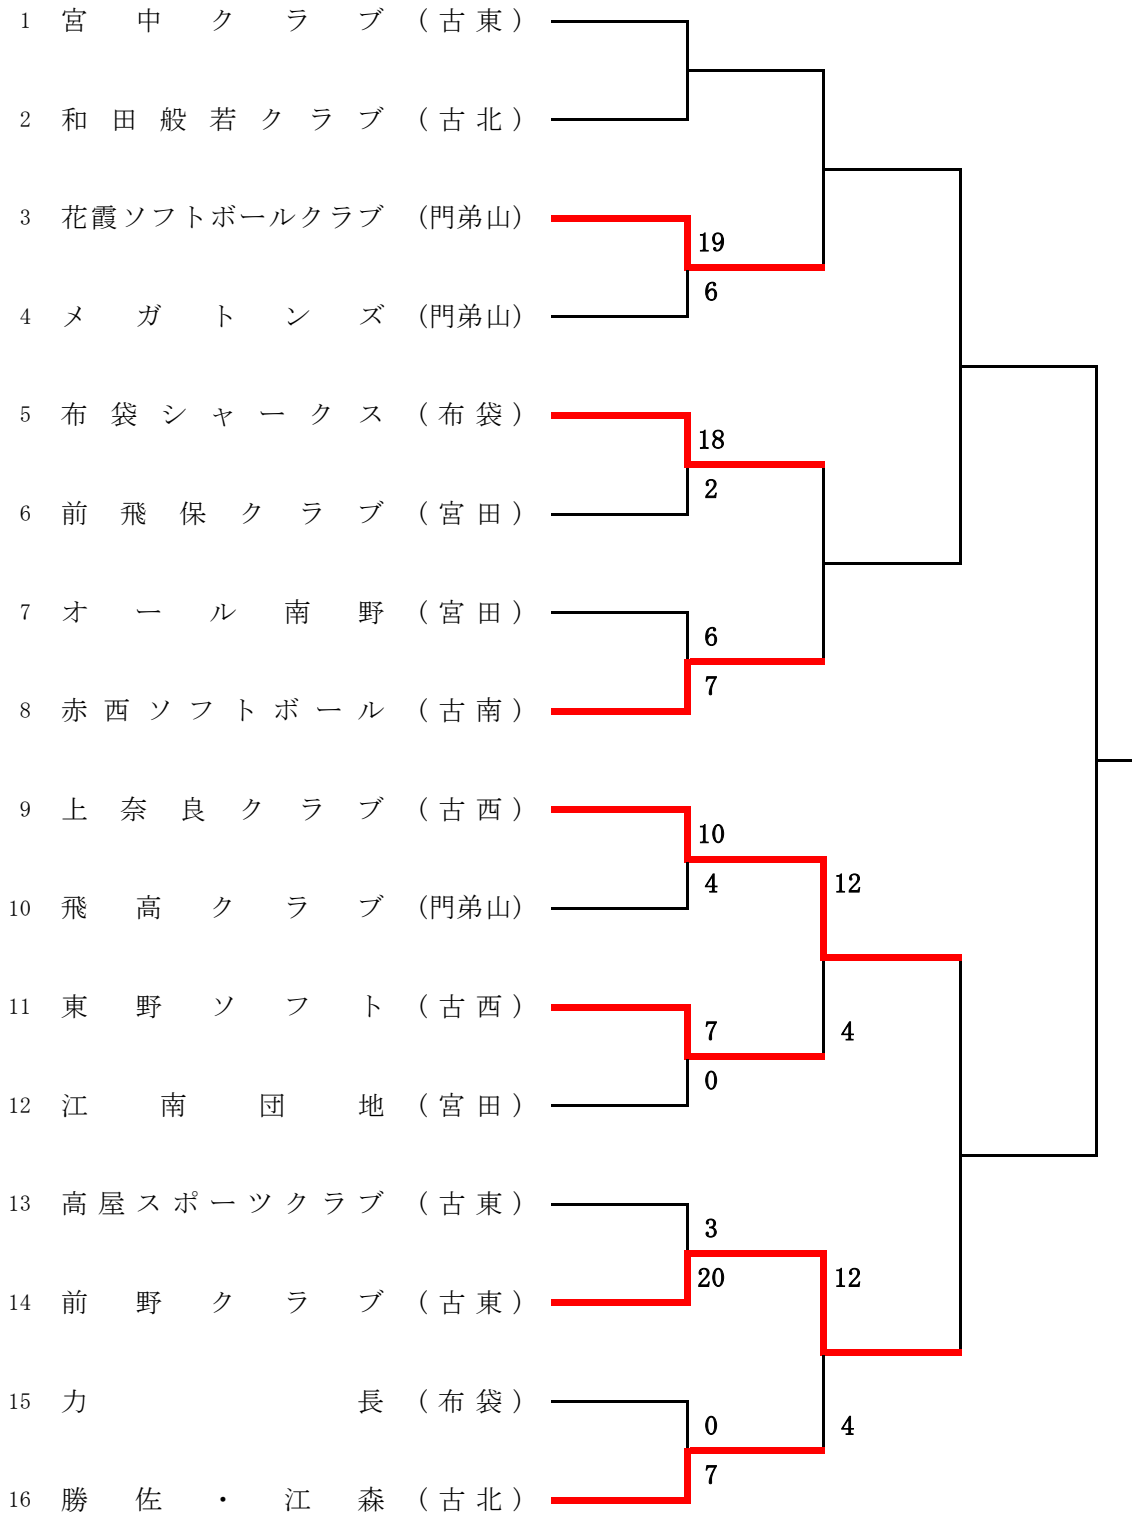 1 宮中クラブ (古東)
2 和田般若クラブ (古北)
3 花霞ソフトボールクラブ (門弟山)
19
6
4 メガトンズ (門弟山)
5 布袋シャークス (布袋)
18
2
6 前飛保クラブ (宮田)
7 オール南野 (宮田)
6
7
8 赤西ソフトボール (古南)
9 上奈良クラブ (古西)
10
4 12
10 飛高クラブ (門弟山)
11 東野ソフト (古西)
7 4
0
12 江南団地 (宮田)
13 高屋スポーツクラブ (古東)
3
20 12
14 前野クラブ (古東)
15 力長 (布袋)
0 4
7
16 勝佐・江森 (古北)